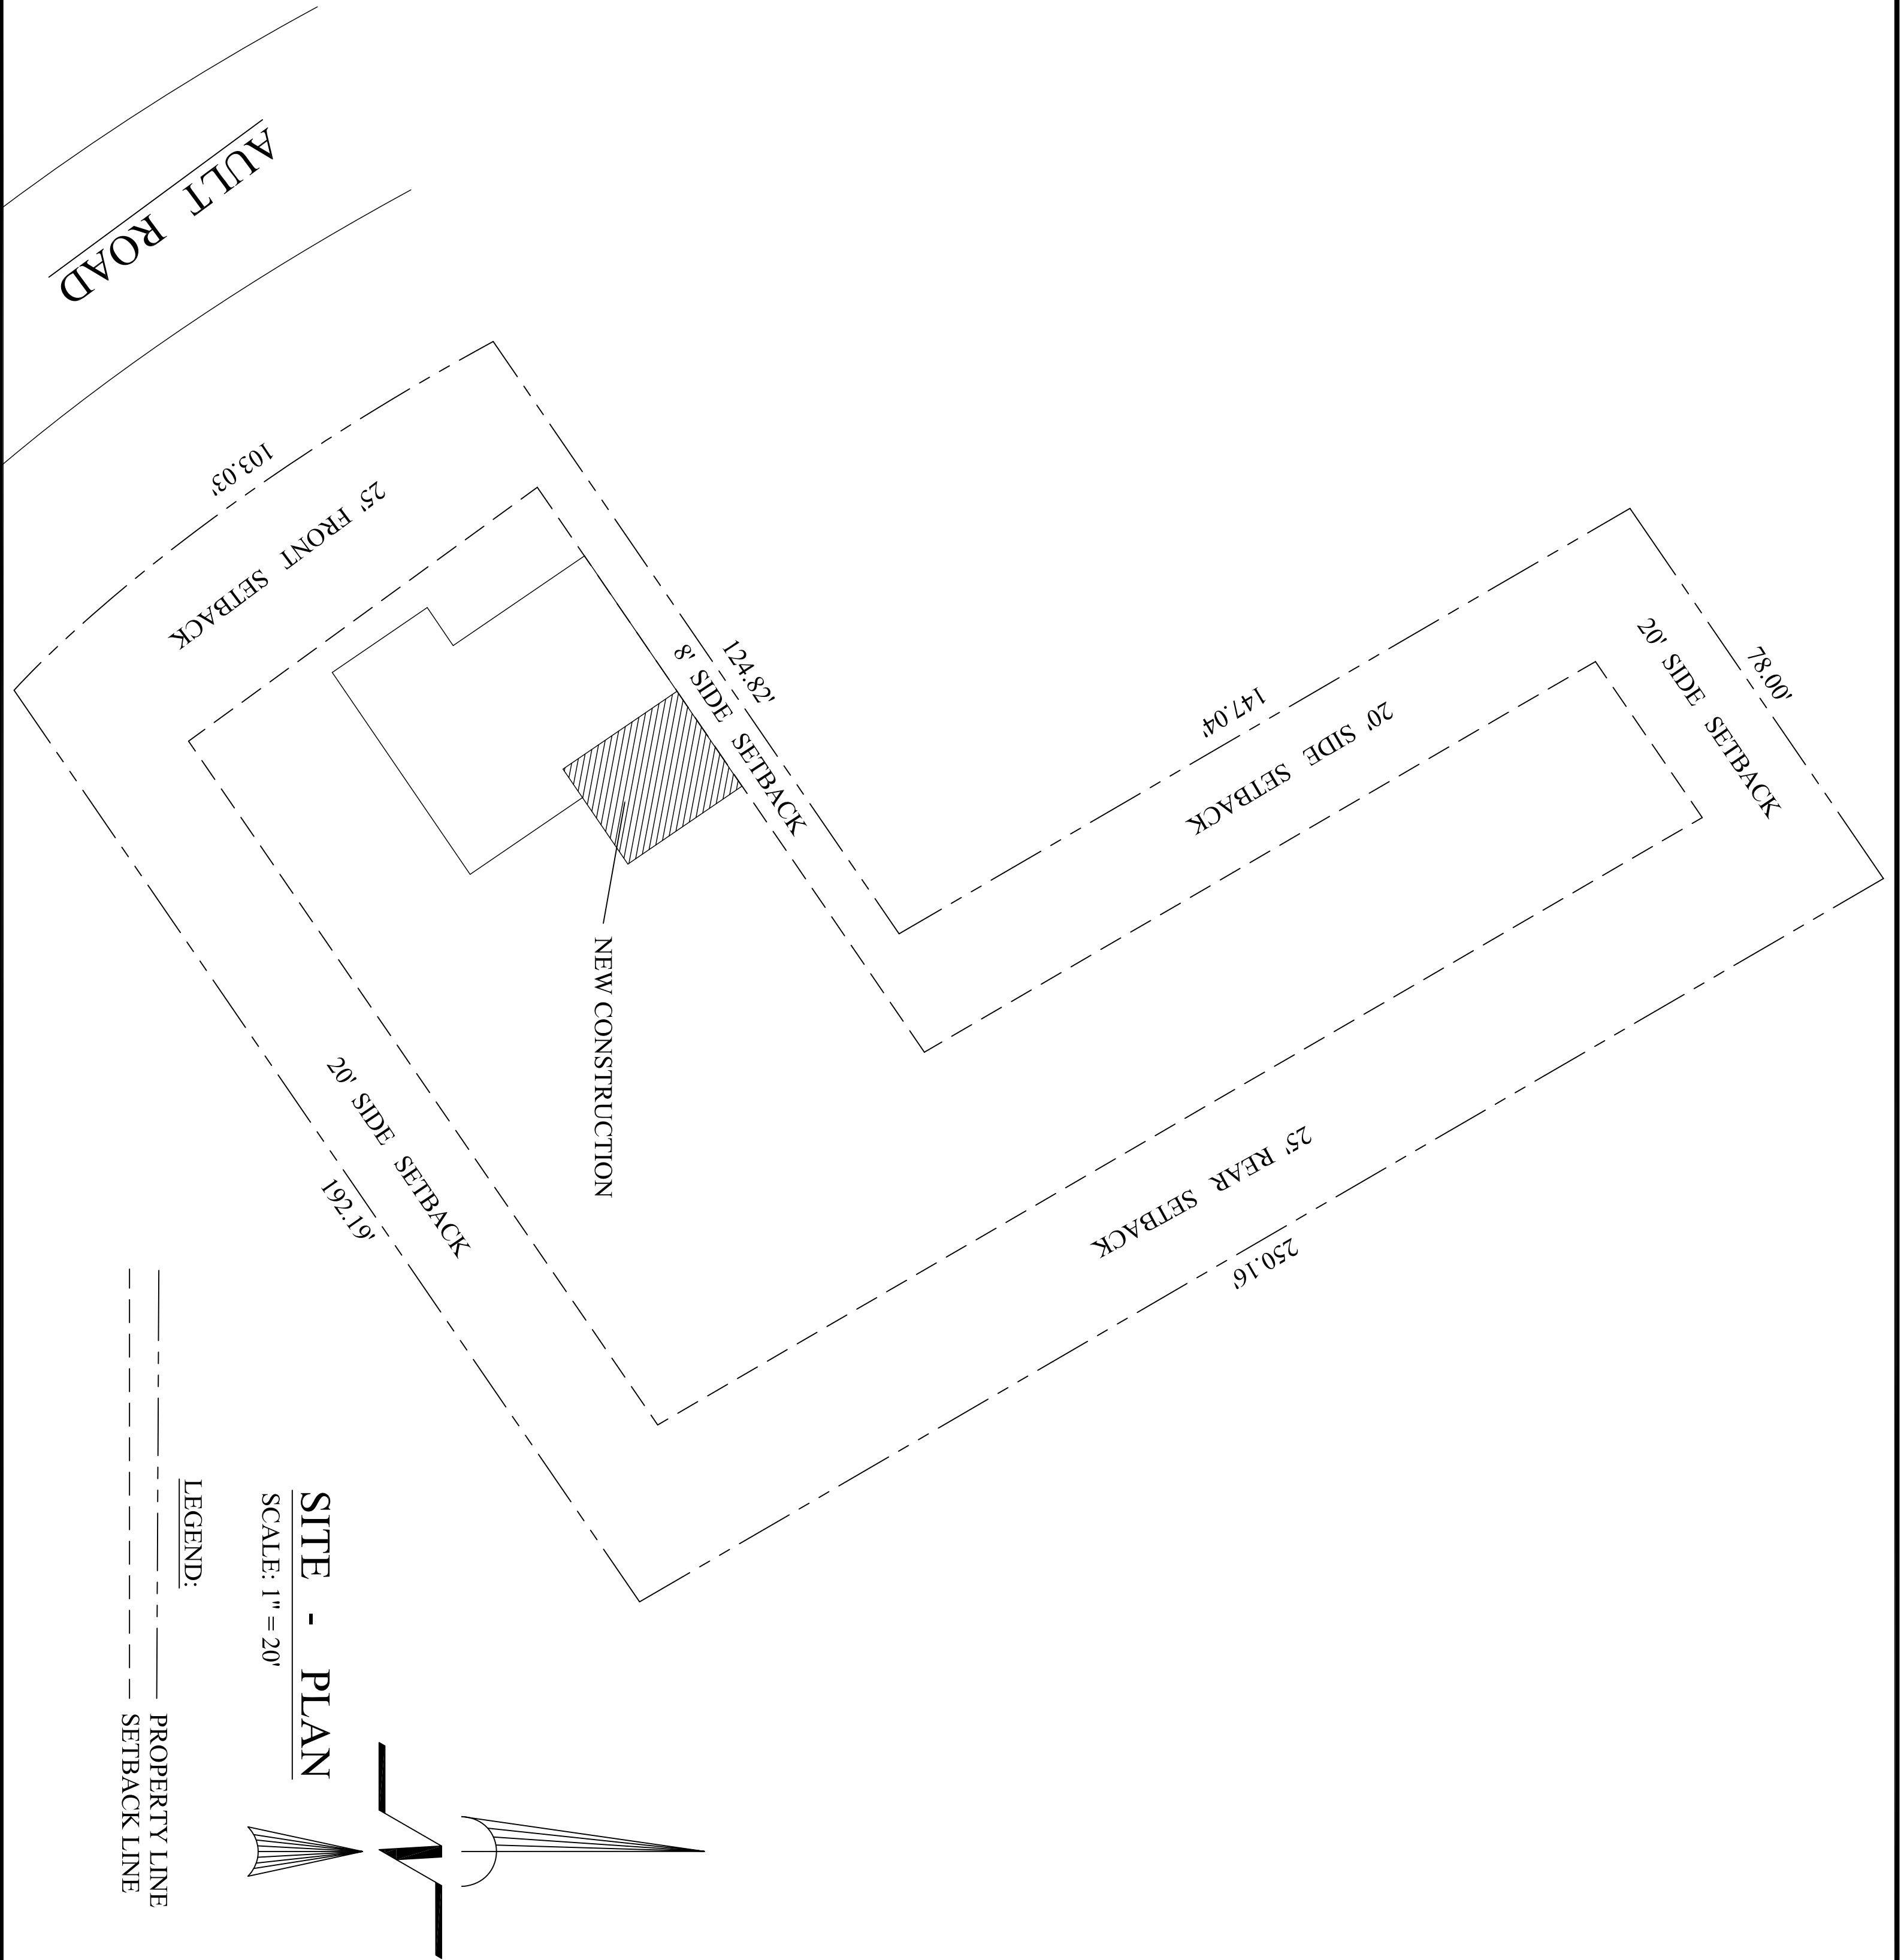 AULT ROAD
103.03'
25' FRONT SETBACK
124.82'
8' SIDE SETBACK
147.04'
20' SIDE SETBACK
78.00'
20' SIDE SETBACK
NEW CONSTRUCTION
25' REAR SETBACK
250.16'
20' SIDE SETBACK
192.19'
SITE - PLAN
SCALE: 1" = 20'
LEGEND:
PROPERTY LINE
SETBACK LINE